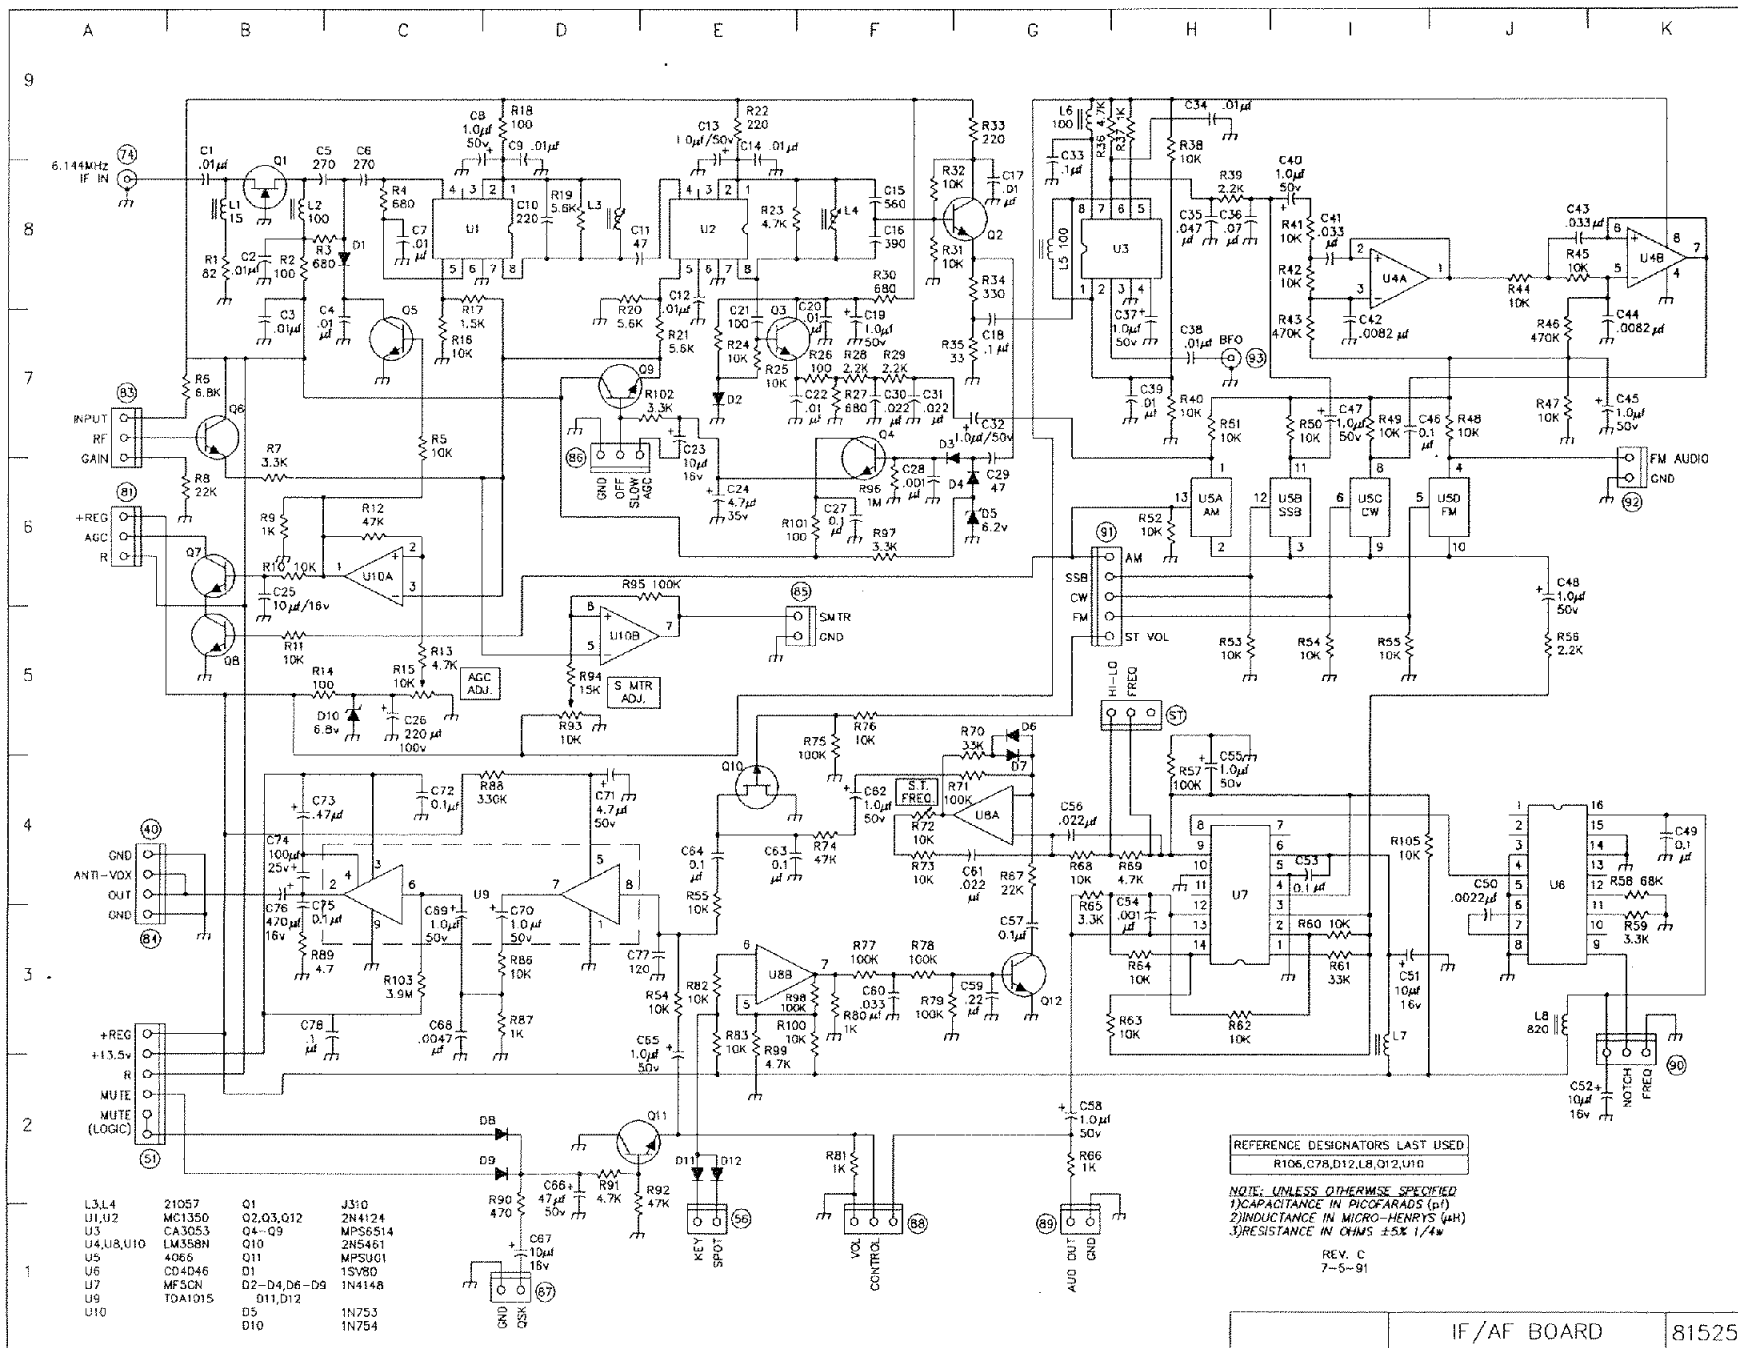 A B C D E F G H I J K
9
8
7
6
5
4
3
2
1
6.144MHz
IF IN
74
C1
.01µf
Q1
C5
270
C6
270
L1
15
L2
100
R1
82
C2
.01µf
R2
100
R3
680
D1
C3
.01µf
C4
.01
µf
R4
680
C7
.01
µf
Q5
C8
1.0µf
50v
R18
100
C9 .01µf
U1
C10
220
R19
5.6K
L3
C11
47
R17
1.5K
R16
10K
R20
5.6K
C13
1.0µf/50v
R22
220
C14 .01µf
U2
R23
4.7K
L4
C15
560
C16
390
C12
.01µf
R21
5.6K
C21
100
R24
10K
Q3
R25
10K
D2
C20
.01
µf
R30
680
C19
1.0µf
50v
R26
100
R28
2.2K
R29
2.2K
C22
.01
µf
R27
680
C30
.022
µf
C31
.022
µf
R33
220
R32
10K
C17
.01
µf
Q2
R31
10K
R34
330
C18
.1µf
R35
33
L6
100
C33
.1µf
R36 4.7K
R37 1K
C34 .01µf
R38
10K
L5 100
U3
C37
1.0µf
50v
C38
.01µf
BFO
93
C39
.01
µf
R40
10K
C35
.047
µf
R39
2.2K
C36
.07
µf
C40
1.0µf
50v
R41
10K
C41
.033
µf
R42
10K
R43
470K
C42
.0082µf
U4A
C43
.033µf
R44
10K
R45
10K
U4B
C44
.0082µf
R46
470K
R47
10K
C45
1.0µf
50v
83
INPUT
RF
GAIN
R6
6.8K
Q6
R7
3.3K
R8
22K
R5
10K
Q9
R102
3.3K
86
GND
OFF
SLOW
AGC
C23
10µf
16v
C24
4.7µ
35v
Q4
C32
1.0µf/50v
D3
D4
C29
47
D5
6.2v
R96
1M
C28
.001
µf
C27
0.1
µf
R101
100
R97
3.3K
R61
10K
R50
10K
C47
1.0µf
50v
R49
10K
C46
0.1
µf
R48
10K
FM AUDIO
GND
92
U5A
AM
U5B
SSB
U5C
CW
U5D
FM
81
+REG
AGC
R
R9
1K
R12
47K
Q7
R10 10K
C25
10µf/16v
U10A
Q8
R11
10K
R13
4.7K
R14
100
R15
10K
AGC
ADJ.
D10
6.8v
C26
220µf
100v
R95 100K
U10B
85
SMTR
GND
R94
15K
S MTR
ADJ.
R93
10K
91
AM
SSB
CW
FM
ST VOL
R52
10K
R53
10K
R54
10K
R55
10K
C48
1.0µf
50v
R56
2.2K
HI-LO
FREQ
ST
R75
100K
R76
10K
R70
33K
D6
D7
Q10
C62
1.0µf
50v
S.T.
FREQ.
R71
100K
U8A
R72
10K
R73
10K
C61
.022
µf
R74
47K
C56
.022µf
R68
10K
R69
4.7K
R67
22K
R57
100K
C55
1.0µf
50v
R65
3.3K
C54
.001
µf
U7
C53
0.1µf
R60 10K
R61
33K
R64
10K
R63
10K
R62
10K
C51
10µf
16v
L7
R105
10K
C50
.0022µf
U6
C49
0.1
µf
R58 68K
R59
3.3K
L8
820
C52
10µf
16v
NOTCH
FREQ
90
40
GND
ANTI-VOX
OUT
GND
84
C73
.47µf
C74
100µf
25v
C76
470µf
16v
C75
0.1µf
R89
4.7
C72
0.1µf
R88
330K
C71
4.7µf
50v
U9
C69
1.0µf
50v
C70
1.0µf
50v
R86
10K
R103
3.9M
R87
1K
C68
.0047
µf
C78
.1
µf
C64
0.1
µf
C63
0.1
µf
R55
10K
C77
120
R54
10K
R82
10K
U8B
R83
10K
R99
4.7K
R98
100K
R100
10K
R77
100K
R78
100K
R80
1K
C60
.033
µf
R79
100K
C59
.22
µf
C57
0.1µf
Q12
C65
1.0µf
50v
+REG
+13.5v
R
MUTE
MUTE
(LOGIC)
51
D8
D9
R90
470
C66
47µf
50v
R91
4.7K
Q11
R92
47K
C67
10µf
16v
GND
QSK
87
D11 D12
KEY
SPOT
56
R81
1K
VOL
CONTROL
88
C58
1.0µf
50v
R66
1K
AUD OUT
GND
89
L3,L4 21057 Q1 J310
U1,U2 MC1350 Q2,Q3,Q12 2N4124
U3 CA3053 Q4-Q9 MPS6514
U4,U8,U10 LM358N Q10 2N5461
U5 4066 Q11 MPSU01
U6 CD4046 D1 1SV80
U7 MF5CN D2-D4,D6-D9 1N4148
U9 TDA1015 D11,D12
U10 D5 1N753
D10 1N754
REFERENCE DESIGNATORS LAST USED
R106,C78,D12,L8,Q12,U10
NOTE: UNLESS OTHERWISE SPECIFIED
1)CAPACITANCE IN PICOFARADS (pf)
2)INDUCTANCE IN MICRO-HENRYS (µH)
3)RESISTANCE IN OHMS ±5% 1/4w
REV. C
7-5-91
IF/AF BOARD 81525